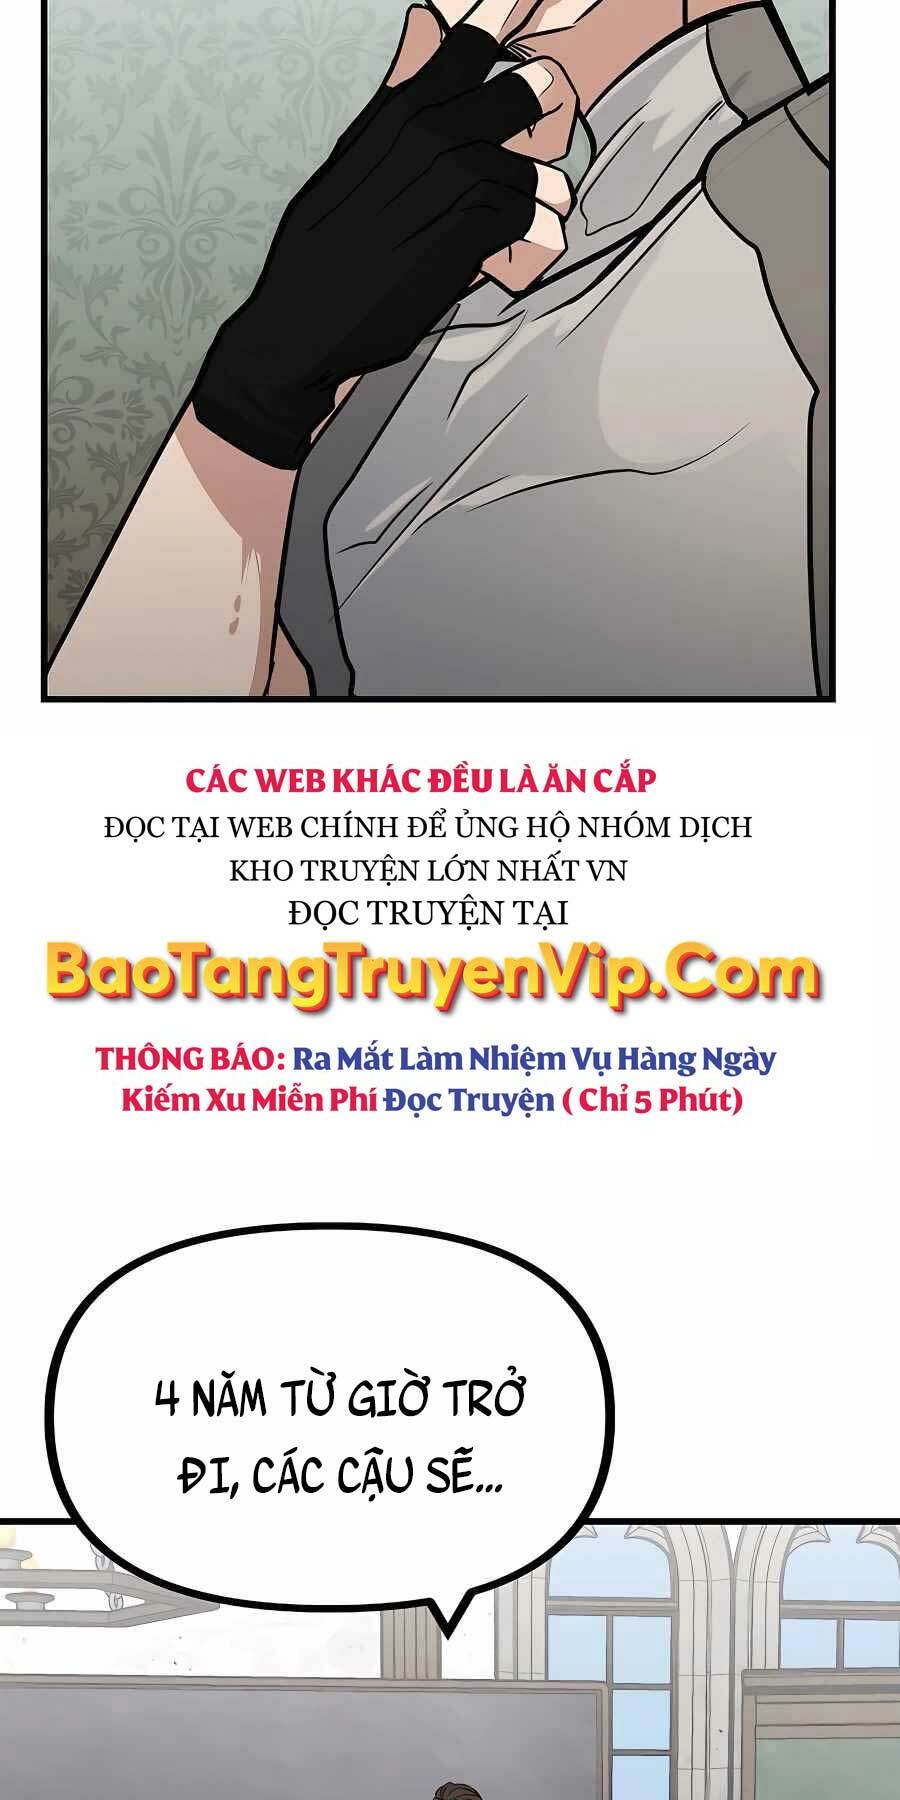 CÁC WEB KHÁC ĐỀU LÀ ĂN CẮP
ĐỌC TẠI WEB CHÍNH ĐỂ ỦNG HỘ NHÓM DỊCH
KHO TRUYỆN LỚN NHẤT VN
ĐỌC TRUYỆN TẠI
BaoTangTruyenVip.Com
THÔNG BÁO: Ra Mắt Làm Nhiệm Vụ Hàng Ngày
Kiếm Xu Miễn Phí Đọc Truyện ( Chỉ 5 Phút)
4 NĂM TỪ GIỜ TRỞ
ĐI, CÁC CẬU SẼ...